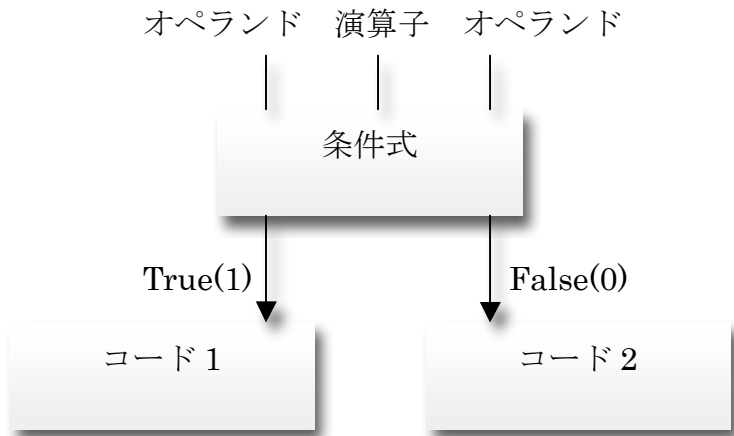 オペランド 演算子 オペランド
条件式
True(1) False(0)
コード 1 コード 2